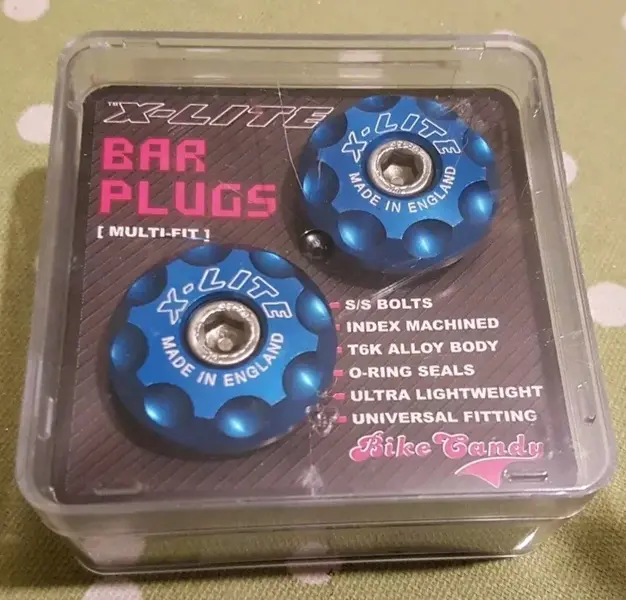 ™X-LITE
BAR
PLUGS
[ MULTI-FIT ]
X-LITE
MADE IN ENGLAND
X-LITE
MADE IN ENGLAND
S/S BOLTS
INDEX MACHINED
T6K ALLOY BODY
O-RING SEALS
ULTRA LIGHTWEIGHT
UNIVERSAL FITTING
Bike Candy